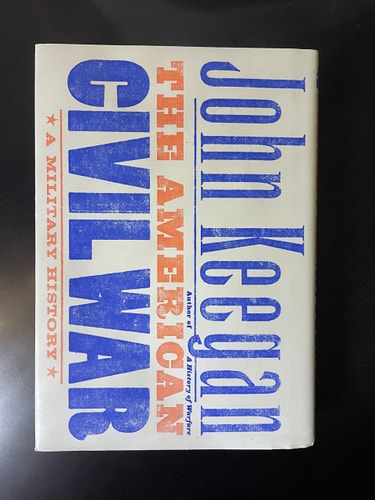 John Keegan
Author of A History of Warfare
THE AMERICAN
CIVIL WAR
★ A MILITARY HISTORY ★